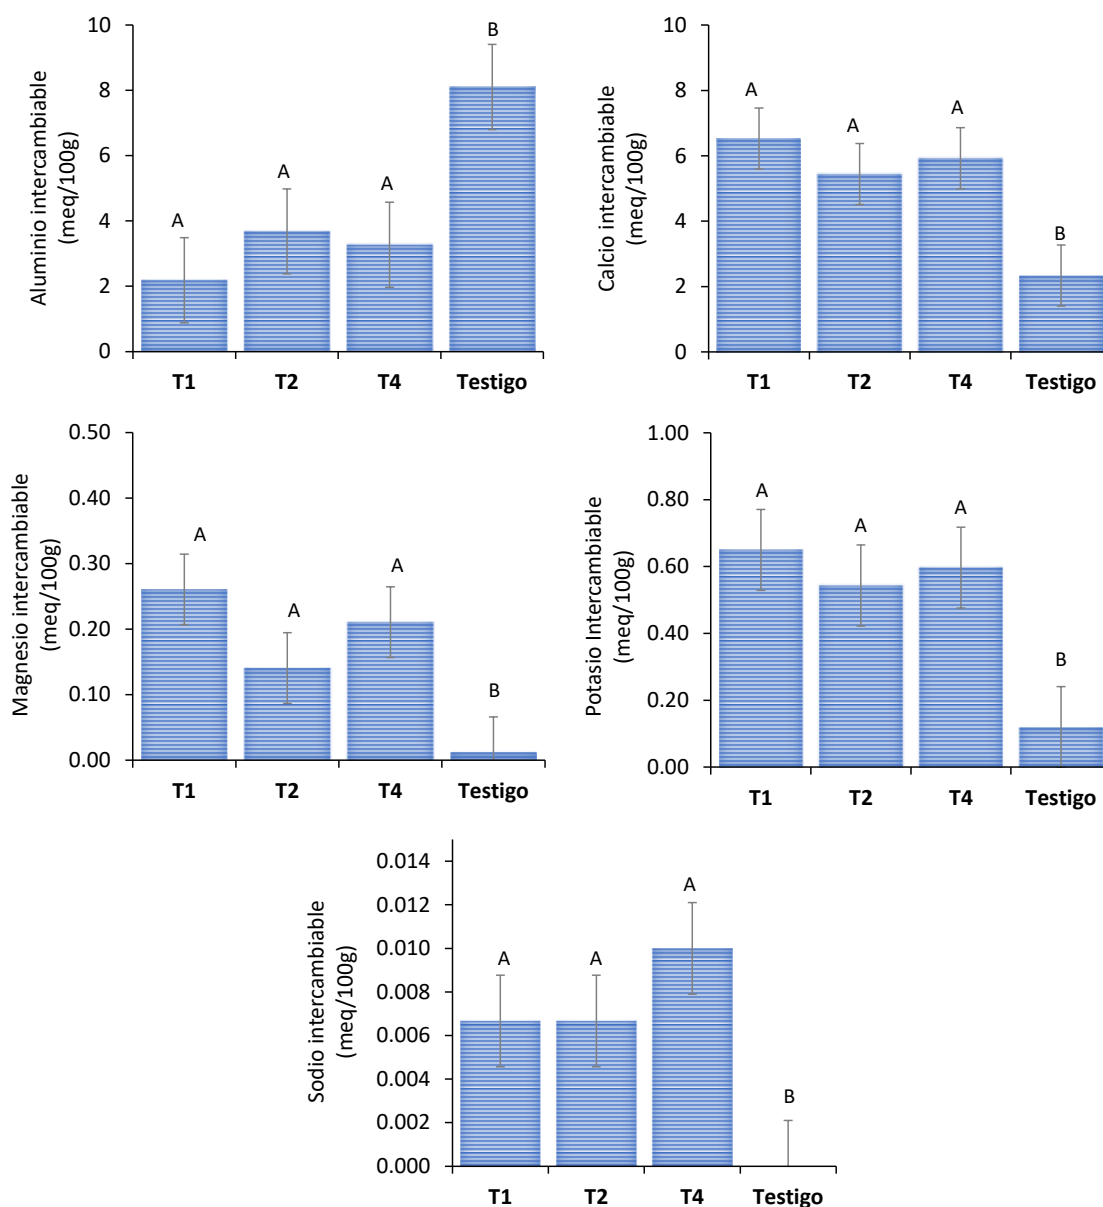 Aluminio intercambiable
(meq/100g)
10
8
6
4
2
0
A
A
A
B
T1
T2
T4
Testigo
Calcio intercambiable
(meq/100g)
10
8
6
4
2
0
A
A
A
B
T1
T2
T4
Testigo
Magnesio intercambiable
(meq/100g)
0.50
0.40
0.30
0.20
0.10
0.00
A
A
A
B
T1
T2
T4
Testigo
Potasio Intercambiable
(meq/100g)
1.00
0.80
0.60
0.40
0.20
0.00
A
A
A
B
T1
T2
T4
Testigo
Sodio intercambiable
(meq/100g)
0.014
0.012
0.010
0.008
0.006
0.004
0.002
0.000
A
A
A
B
T1
T2
T4
Testigo